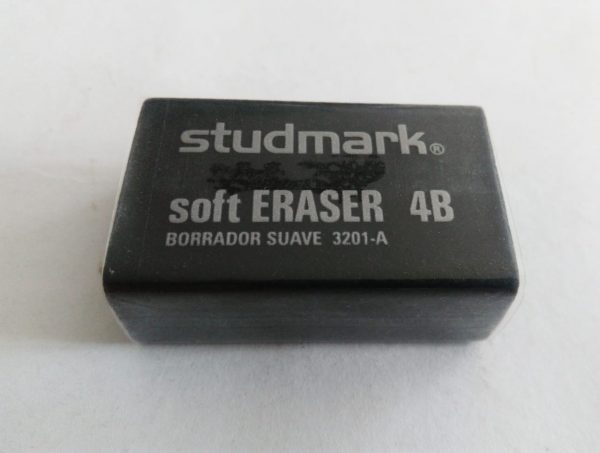 studmark®
soft ERASER 4B
BORRADOR SUAVE 3201-A